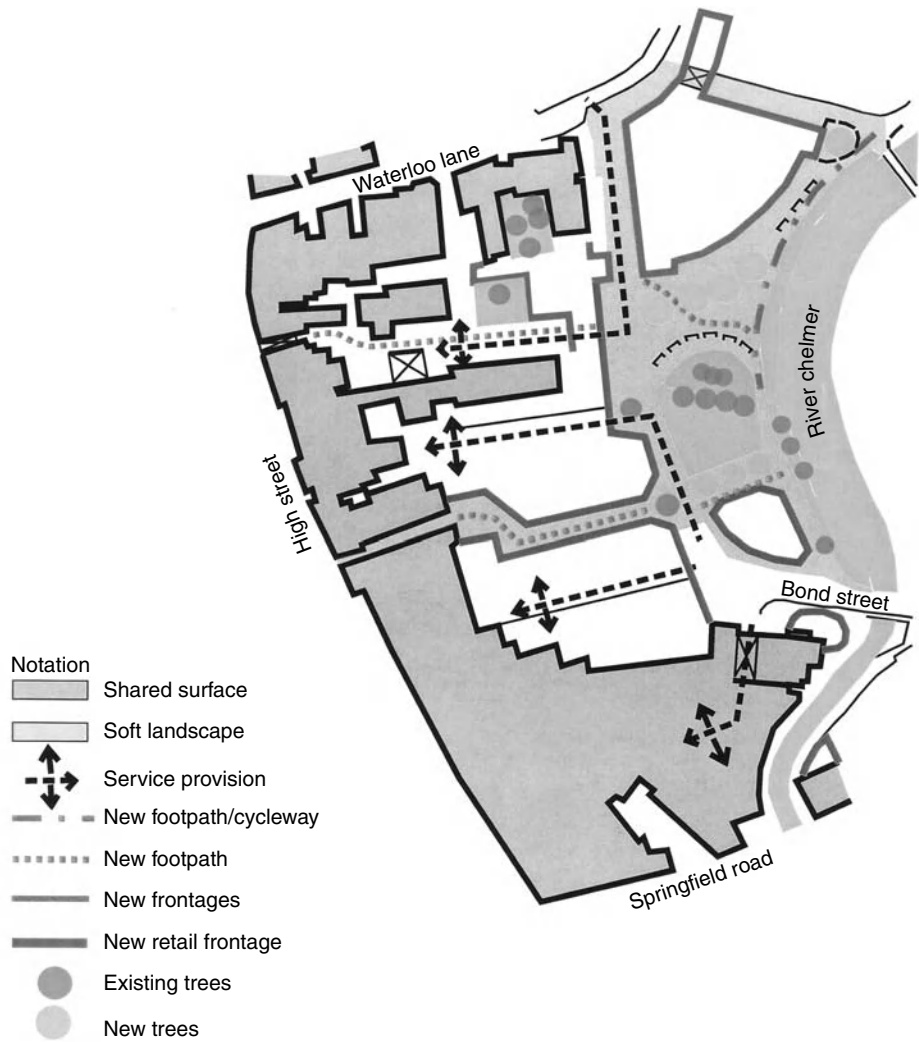 Waterloo lane
River chelmer
High street
Bond street
Springfield road
Notation
Shared surface
Soft landscape
Service provision
New footpath/cycleway
New footpath
New frontages
New retail frontage
Existing trees
New trees